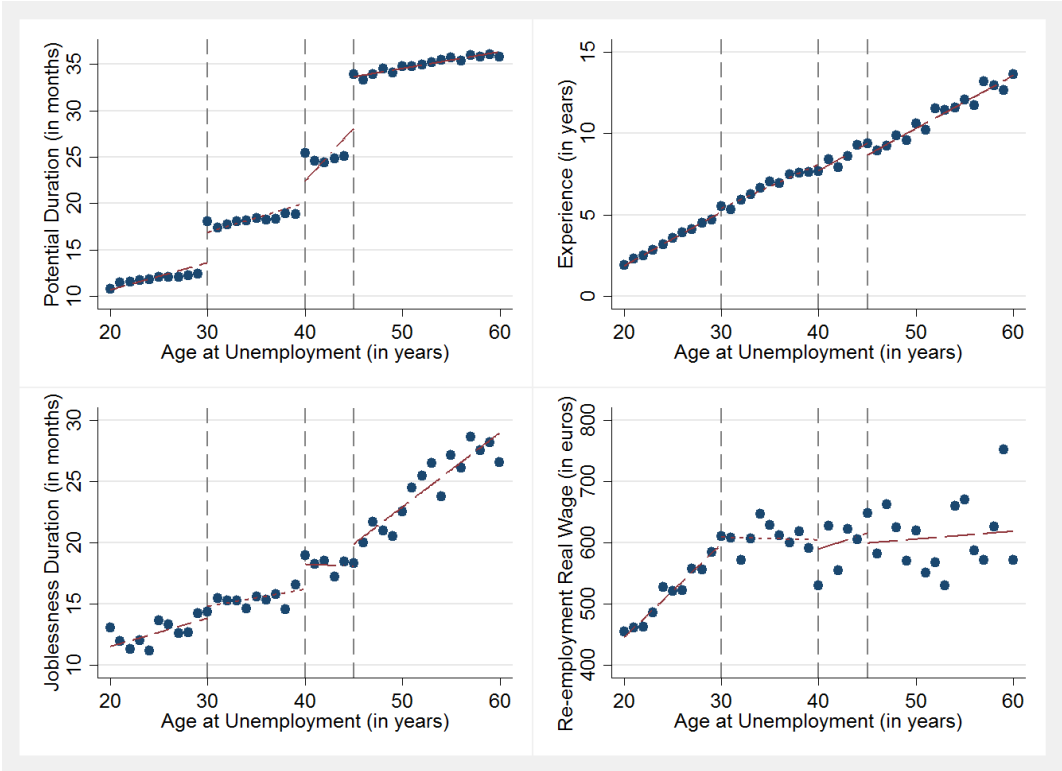 Potential Duration (in months)
35
30
25
20
15
10
20 30 40 50 60
Age at Unemployment (in years)
Experience (in years)
15
10
5
0
20 30 40 50 60
Age at Unemployment (in years)
Joblessness Duration (in months)
30
25
20
15
10
20 30 40 50 60
Age at Unemployment (in years)
Re-employment Real Wage (in euros)
800
700
600
500
400
20 30 40 50 60
Age at Unemployment (in years)